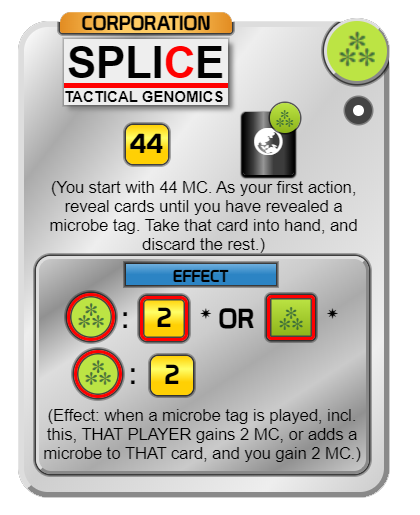 CORPORATION
SPLICE
TACTICAL GENOMICS
44
(You start with 44 MC. As your first action,
reveal cards until you have revealed a
microbe tag. Take that card into hand, and
discard the rest.)
EFFECT
: 2 * OR *
: 2
(Effect: when a microbe tag is played, incl.
this, THAT PLAYER gains 2 MC, or adds a
microbe to THAT card, and you gain 2 MC.)